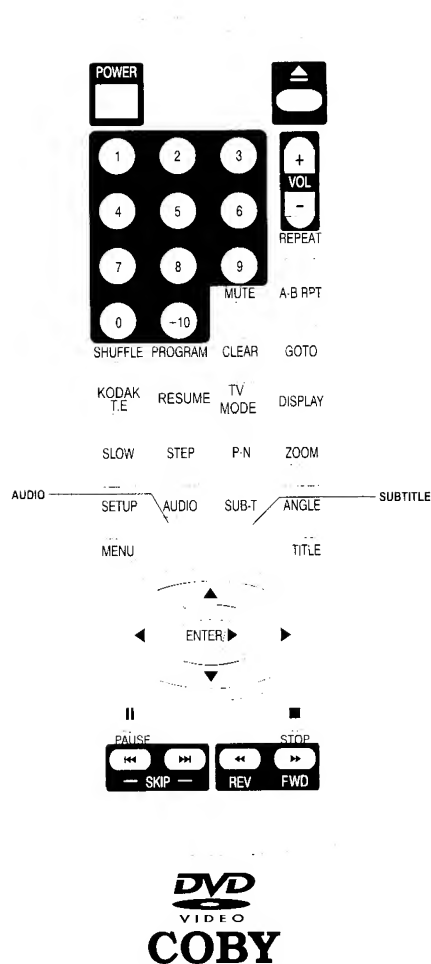 POWER
1 2 3
+
VOL
-
4 5 6
REPEAT
7 8 9
MUTE A-B RPT
0 -10
SHUFFLE PROGRAM CLEAR GOTO
KODAK T.E RESUME TV MODE DISPLAY
SLOW STEP P-N ZOOM
AUDIO SETUP AUDIO SUB-T ANGLE SUBTITLE
MENU TITLE
ENTER
PAUSE STOP
— SKIP — REV FWD
DVD
VIDEO
COBY